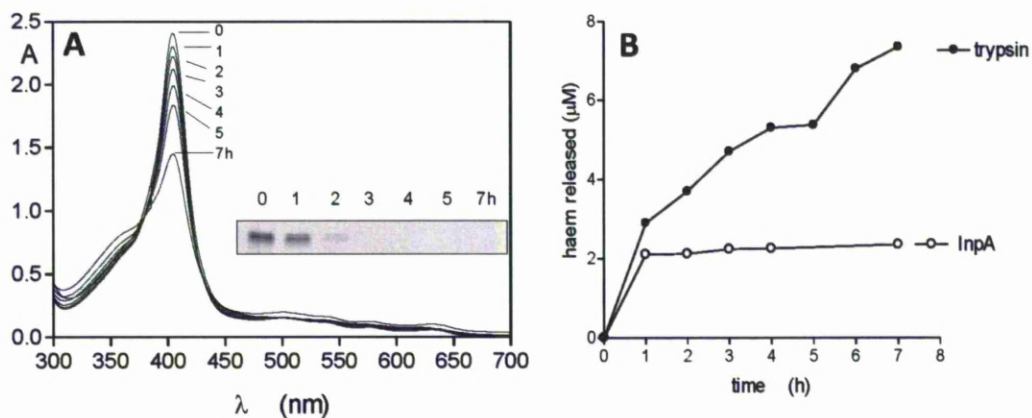 A
A
2.5
2.0
1.5
1.0
0.5
0.0
0
1
2
3
4
5
7h
0 1 2 3 4 5 7h
300 350 400 450 500 550 600 650 700
λ (nm)
B
haem released (μM)
8
6
4
2
0
trypsin
InpA
0 1 2 3 4 5 6 7 8
time (h)